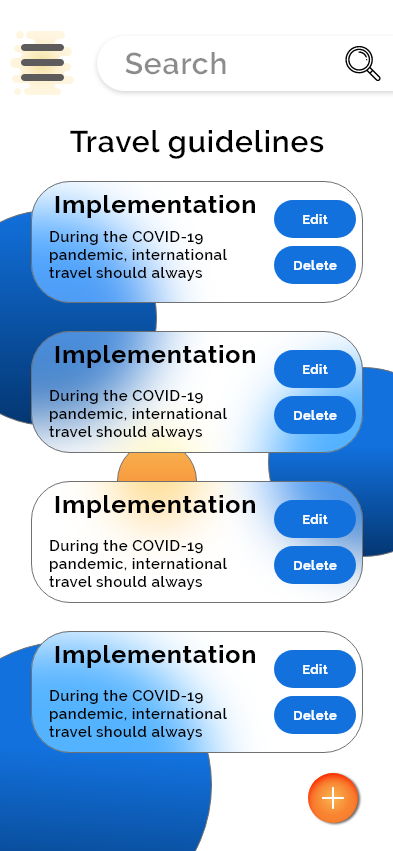 Search
Travel guidelines
Implementation
During the COVID-19
pandemic, international
travel should always
Edit
Delete
Implementation
During the COVID-19
pandemic, international
travel should always
Edit
Delete
Implementation
During the COVID-19
pandemic, international
travel should always
Edit
Delete
Implementation
During the COVID-19
pandemic, international
travel should always
Edit
Delete